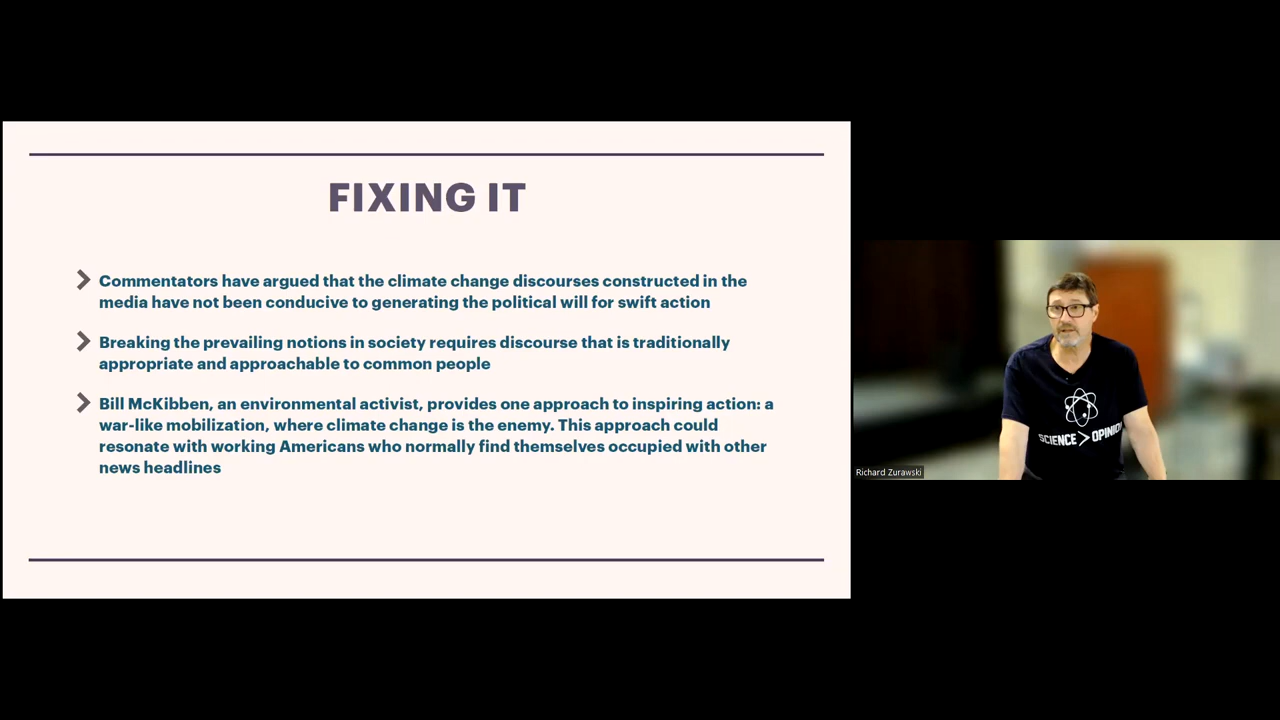 FIXING IT
Commentators have argued that the climate change discourses constructed in the
media have not been conducive to generating the political will for swift action
Breaking the prevailing notions in society requires discourse that is traditionally
appropriate and approachable to common people
Bill McKibben, an environmental activist, provides one approach to inspiring action: a
war-like mobilization, where climate change is the enemy. This approach could
resonate with working Americans who normally find themselves occupied with other
news headlines
SCIENCE > OPINIO
Richard Zurawski